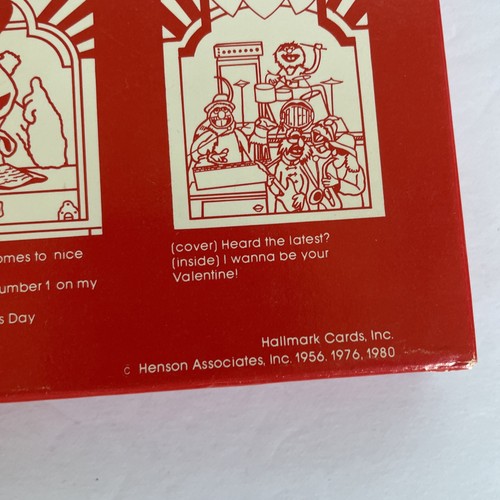 omes to nice
umber 1 on my
s Day
(cover) Heard the latest?
(inside) I wanna be your
Valentine!
Hallmark Cards, Inc.
c Henson Associates, Inc. 1956. 1976, 1980